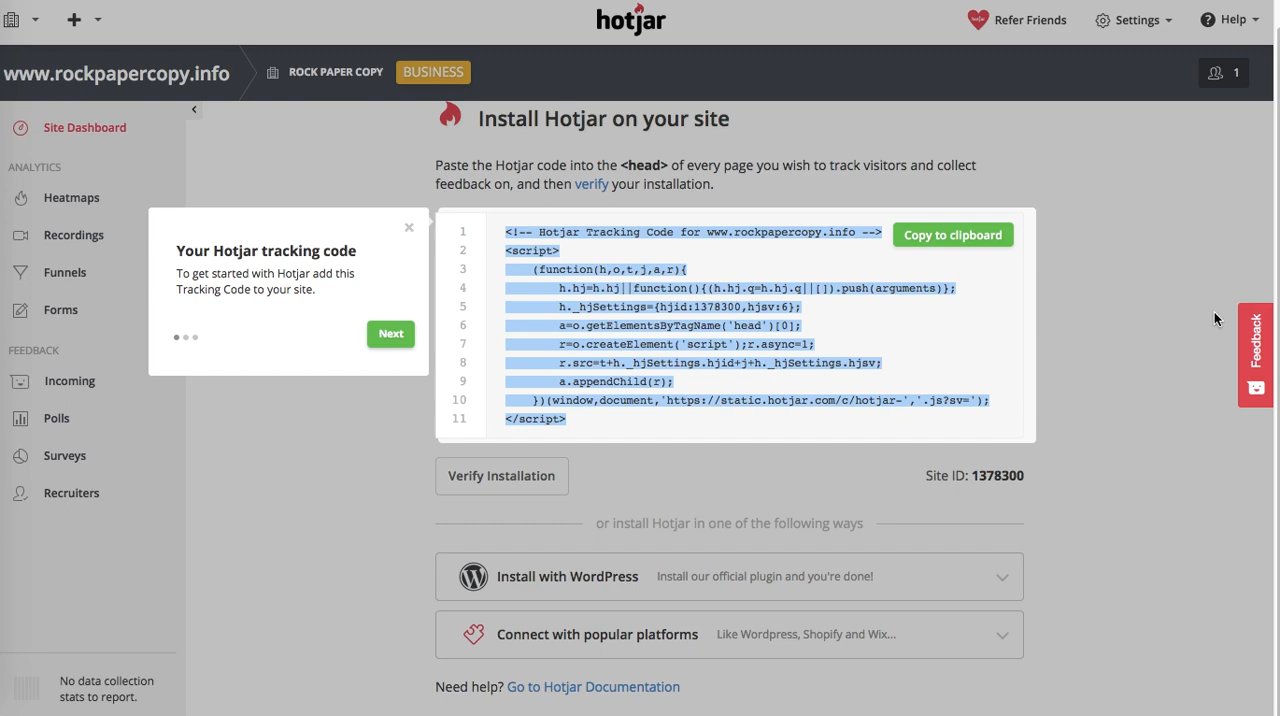 hotjar
Refer Friends
Settings
Help
www.rockpapercopy.info
ROCK PAPER COPY
BUSINESS
1
Site Dashboard
ANALYTICS
Heatmaps
Recordings
Funnels
Forms
FEEDBACK
Incoming
Polls
Surveys
Recruiters
No data collection
stats to report.
Install Hotjar on your site
Paste the Hotjar code into the <head> of every page you wish to track visitors and collect
feedback on, and then verify your installation.
Your Hotjar tracking code
To get started with Hotjar add this
Tracking Code to your site.
Next
Copy to clipboard
1 <!-- Hotjar Tracking Code for www.rockpapercopy.info -->
2 <script>
3 (function(h,o,t,j,a,r){
4 h.hj=h.hj||function(){(h.hj.q=h.hj.q||[]).push(arguments)};
5 h._hjSettings={hjid:1378300,hjsv:6};
6 a=o.getElementsByTagName('head')[0];
7 r=o.createElement('script');r.async=1;
8 r.src=t+h._hjSettings.hjid+j+h._hjSettings.hjsv;
9 a.appendChild(r);
10 })(window,document,'https://static.hotjar.com/c/hotjar-','.js?sv=');
11 </script>
Verify Installation
Site ID: 1378300
or install Hotjar in one of the following ways
Install with WordPress Install our official plugin and you're done!
Connect with popular platforms Like Wordpress, Shopify and Wix...
Need help? Go to Hotjar Documentation
Feedback